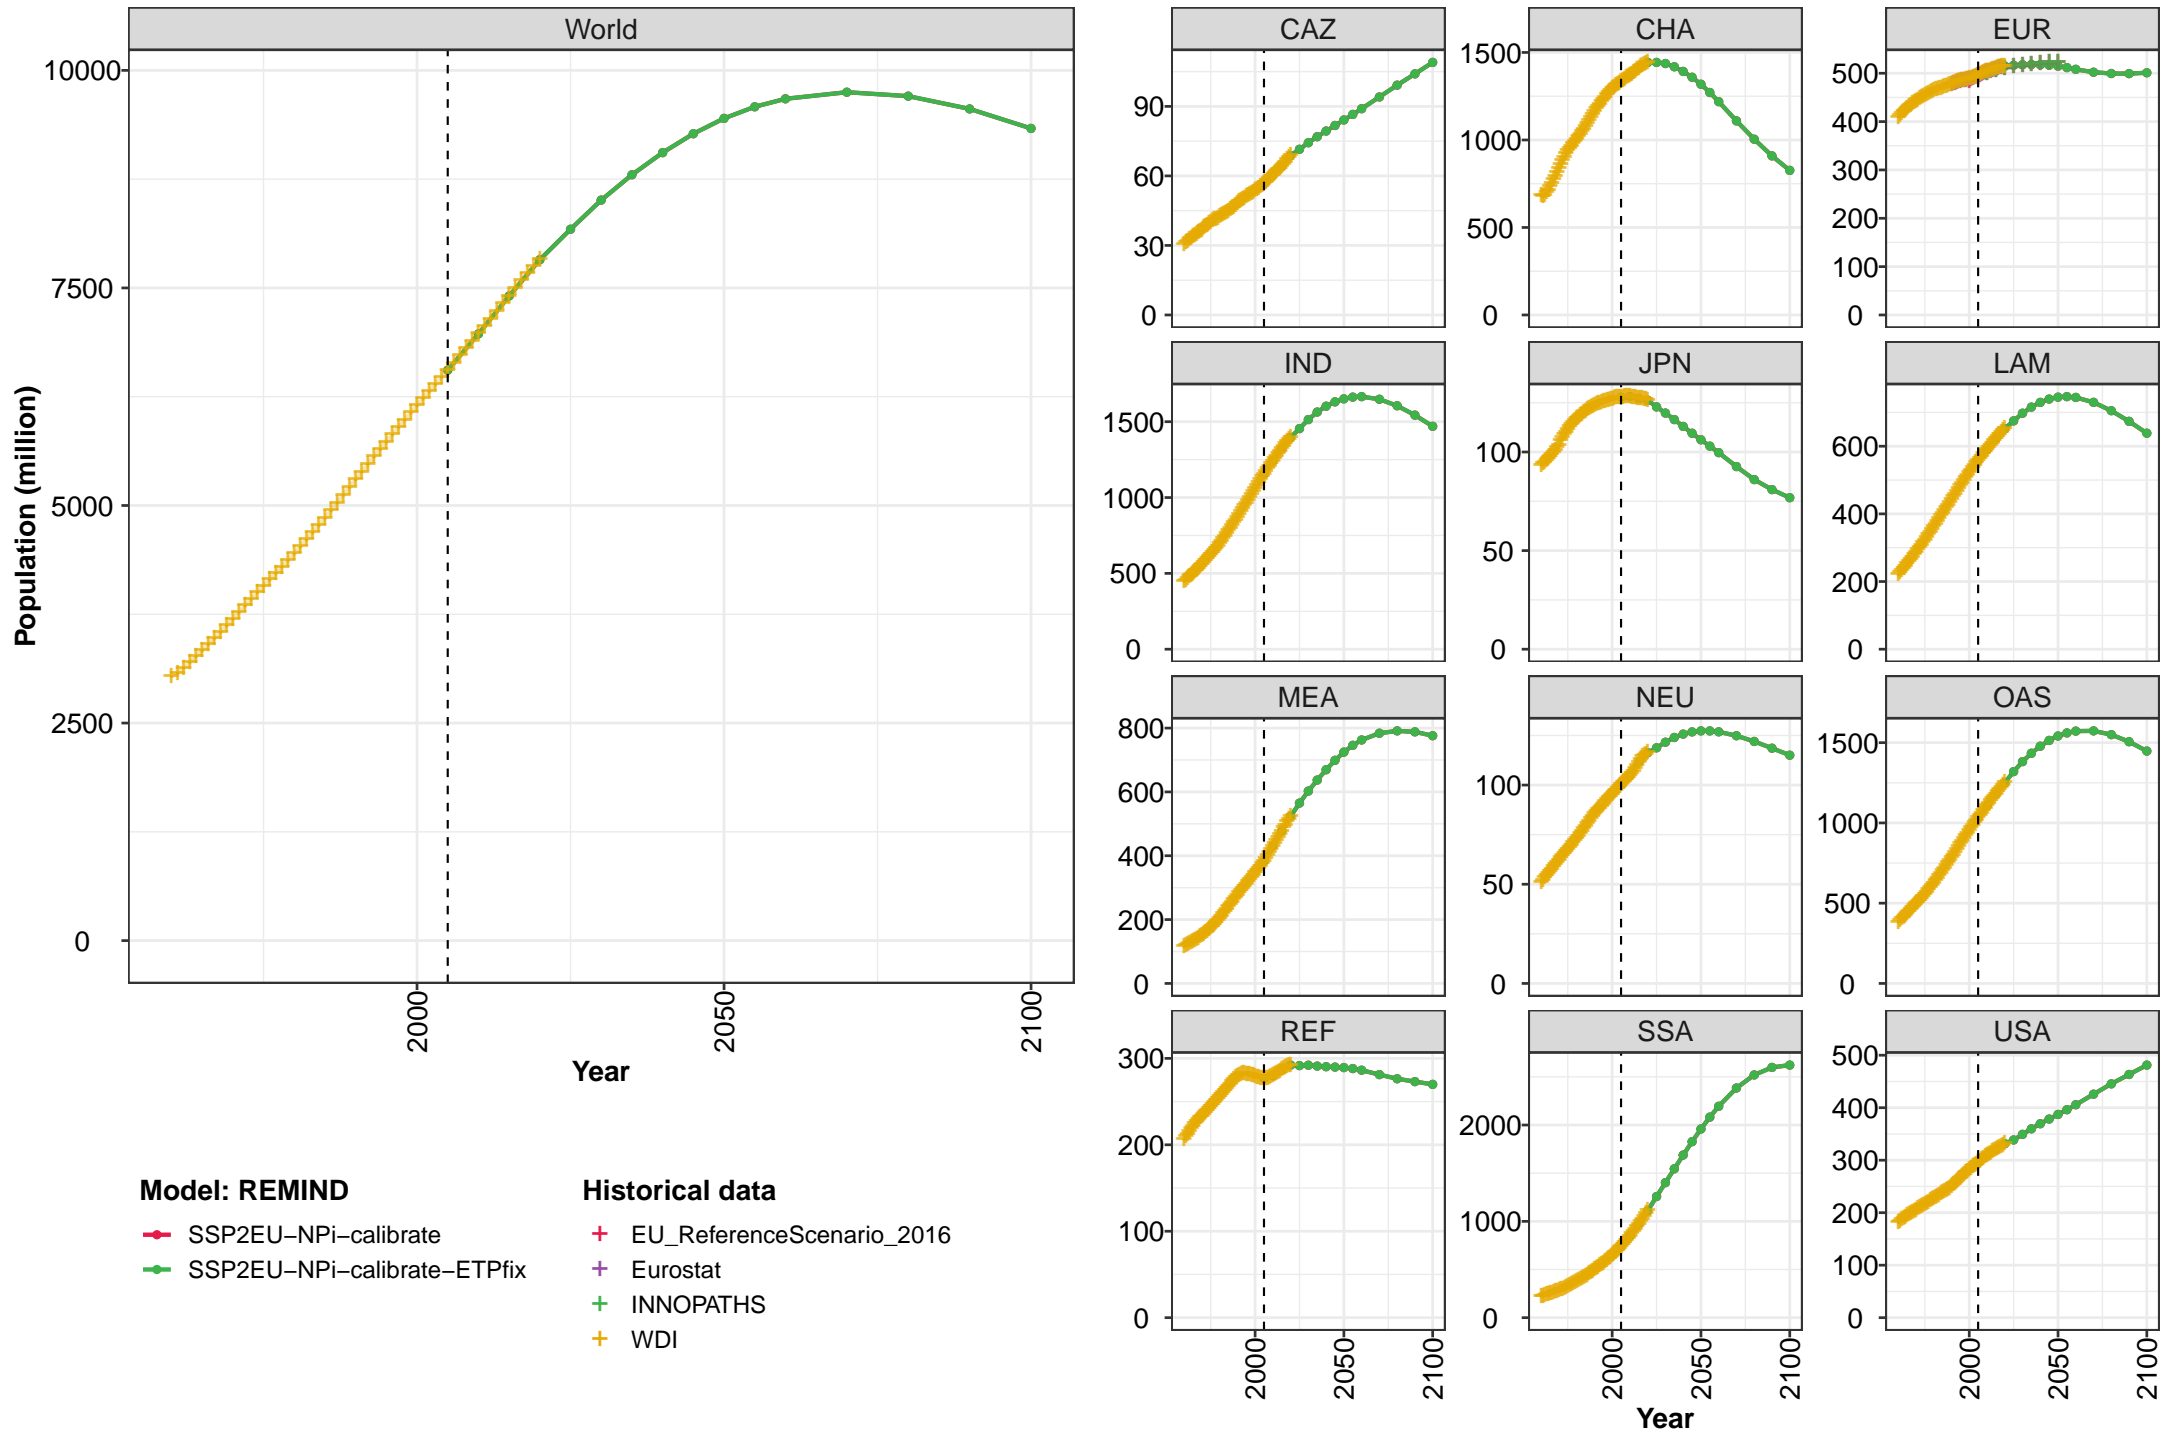 World
Population (million)
10000
7500
5000
2500
0
2000
2050
2100
Year
CAZ
90
60
30
0
CHA
1500
1000
500
0
EUR
500
400
300
200
100
0
IND
1500
1000
500
0
JPN
100
50
0
LAM
600
400
200
0
MEA
800
600
400
200
0
NEU
100
50
0
OAS
1500
1000
500
0
REF
300
200
100
0
2000
2050
2100
SSA
2000
1000
0
2000
2050
2100
USA
500
400
300
200
100
0
2000
2050
2100
Year
Model: REMIND
SSP2EU−NPi−calibrate
SSP2EU−NPi−calibrate−ETPfix
Historical data
EU_ReferenceScenario_2016
Eurostat
INNOPATHS
WDI